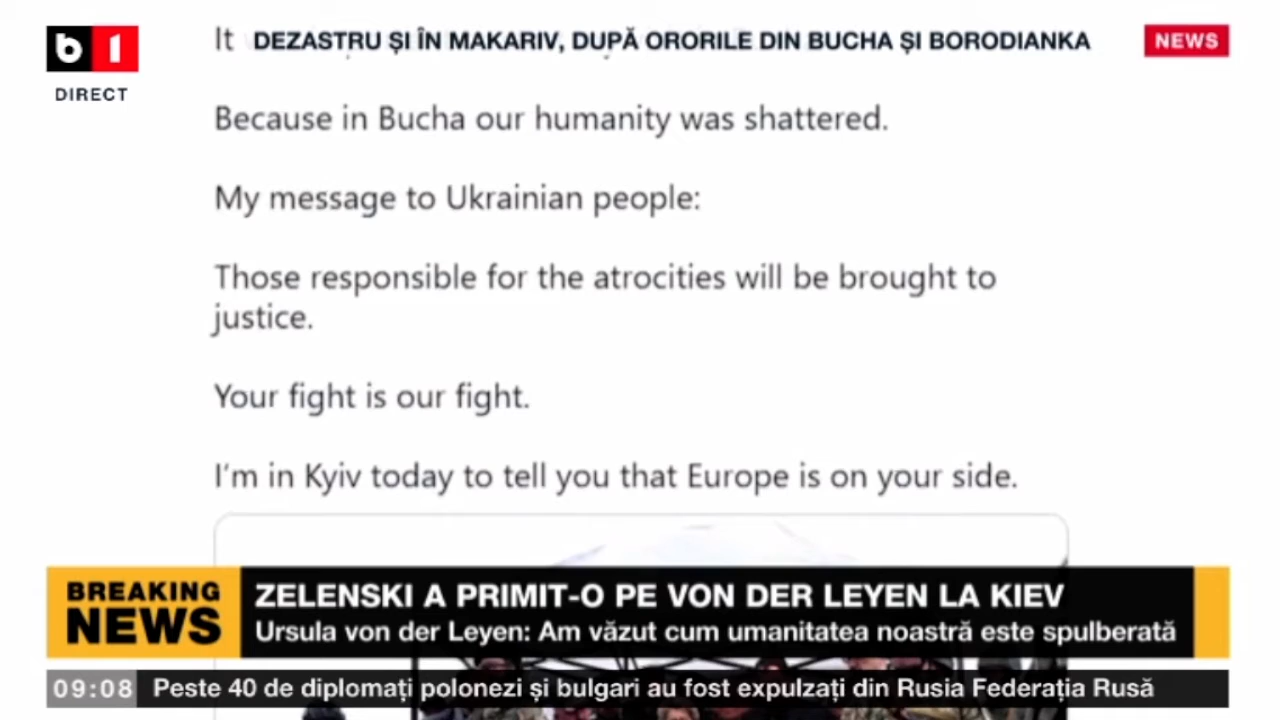 b1
DIRECT
It DEZASTRU ȘI ÎN MAKARIV, DUPĂ ORORILE DIN BUCHA ȘI BORODIANKA
NEWS
Because in Bucha our humanity was shattered.
My message to Ukrainian people:
Those responsible for the atrocities will be brought to
justice.
Your fight is our fight.
I'm in Kyiv today to tell you that Europe is on your side.
BREAKING
NEWS
ZELENSKI A PRIMIT-O PE VON DER LEYEN LA KIEV
Ursula von der Leyen: Am văzut cum umanitatea noastră este spulberată
09:08 Peste 40 de diplomați polonezi și bulgari au fost expulzați din Rusia Federația Rusă